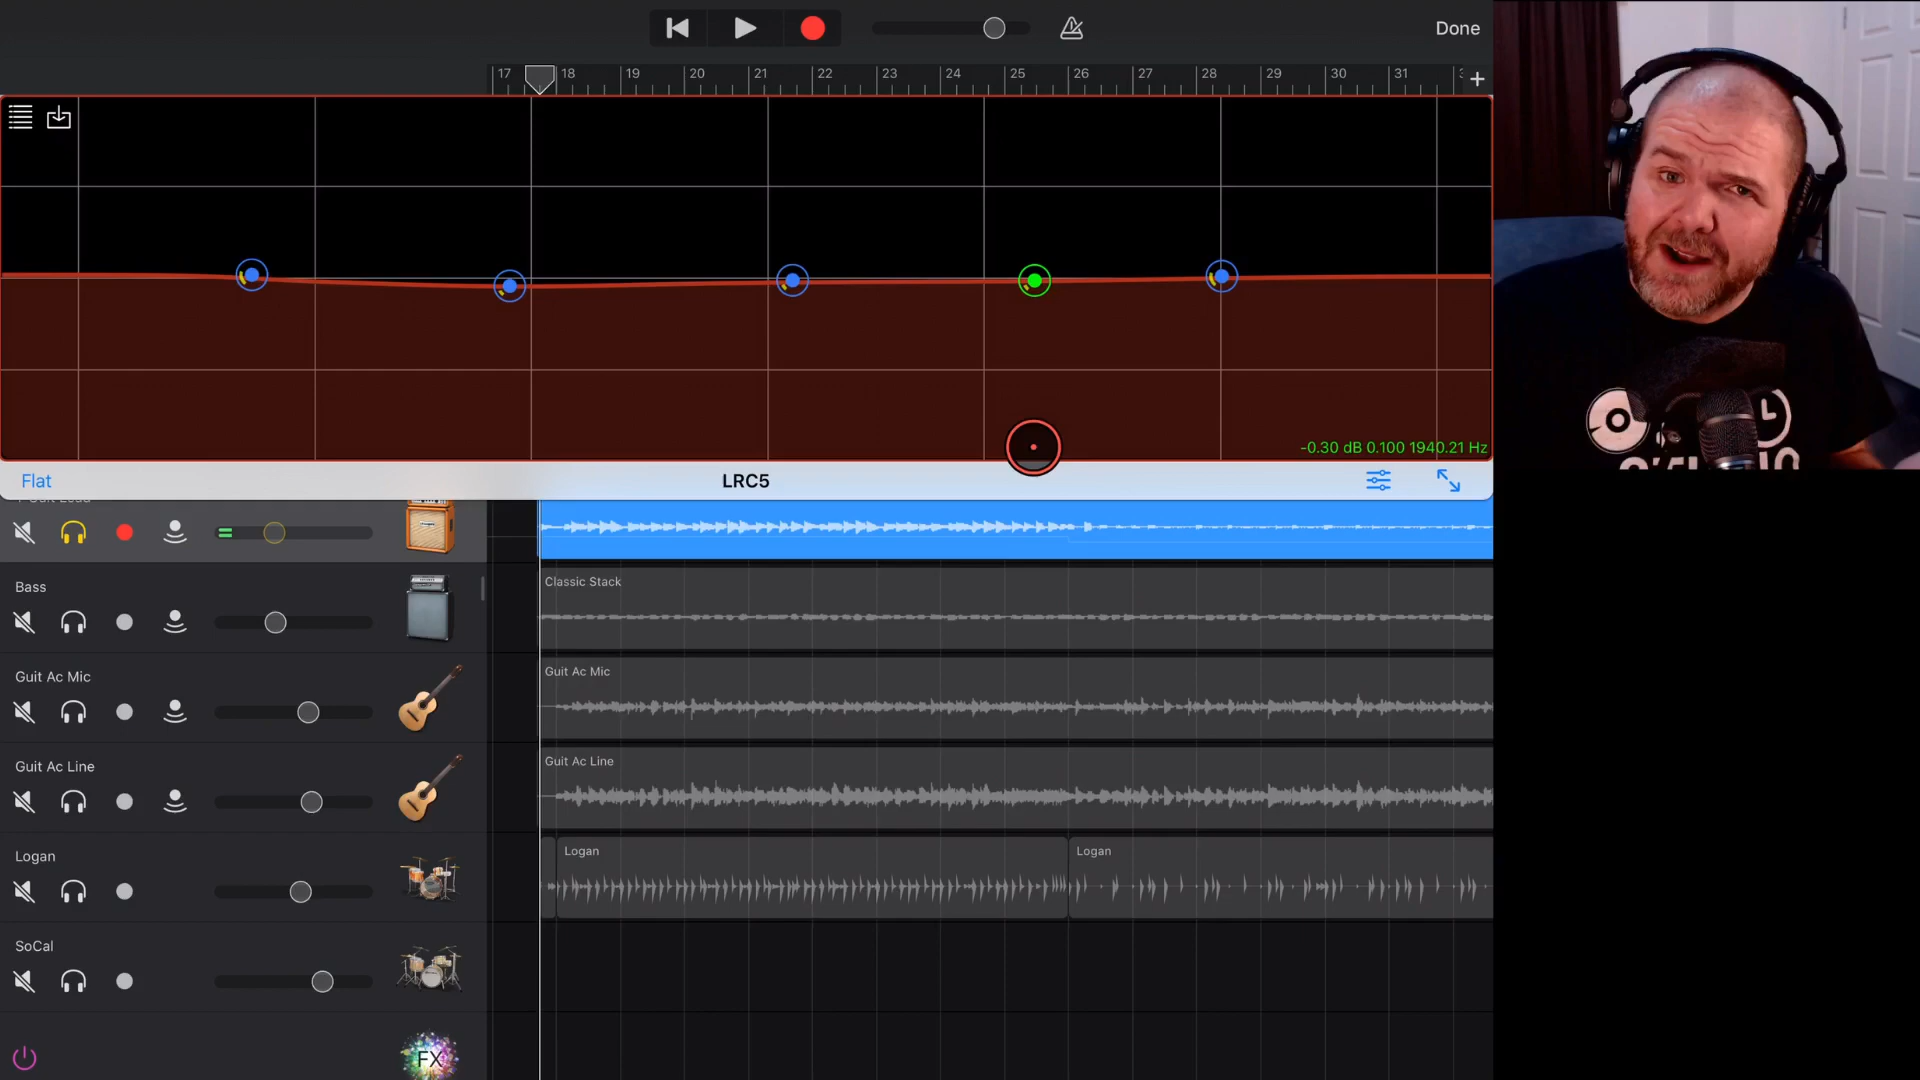 Done
17 18 19 20 21 22 23 24 25 26 27 28 29 30 31
-0.30 dB 0.100 1940.21 Hz
Flat LRC5
Bass
Classic Stack
Guit Ac Mic
Guit Ac Mic
Guit Ac Line
Guit Ac Line
Logan
Logan
Logan
SoCal
FX